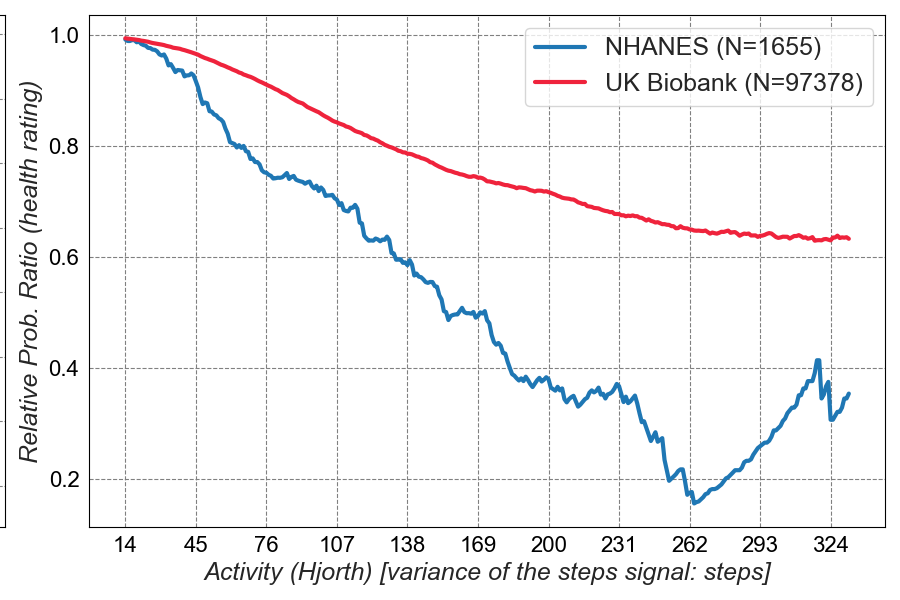 Relative Prob. Ratio (health rating)
1.0
0.8
0.6
0.4
0.2
NHANES (N=1655)
UK Biobank (N=97378)
14 45 76 107 138 169 200 231 262 293 324
Activity (Hjorth) [variance of the steps signal: steps]